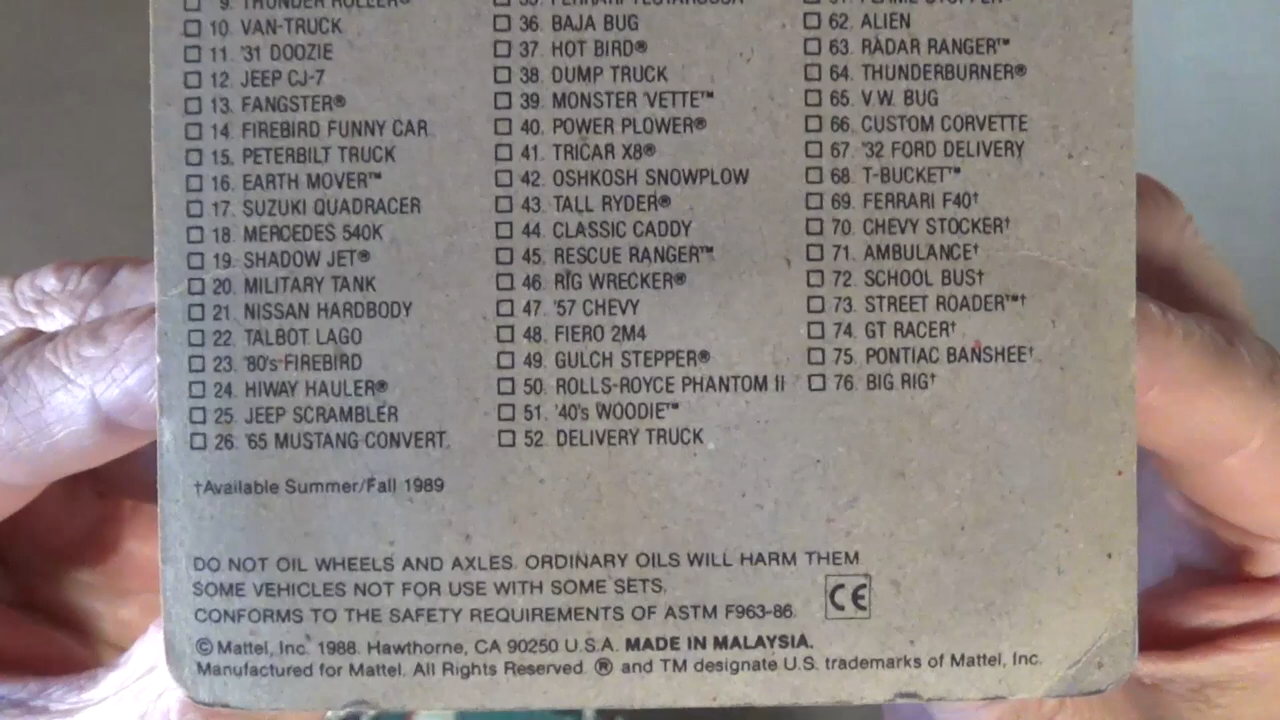 9. THUNDER ROLLER®
10. VAN-TRUCK
11. '31 DOOZIE
12. JEEP CJ-7
13. FANGSTER®
14. FIREBIRD FUNNY CAR
15. PETERBILT TRUCK
16. EARTH MOVER™
17. SUZUKI QUADRACER
18. MERCEDES 540K
19. SHADOW JET®
20. MILITARY TANK
21. NISSAN HARDBODY
22. TALBOT LAGO
23. '80's FIREBIRD
24. HIWAY HAULER®
25. JEEP SCRAMBLER
26. '65 MUSTANG CONVERT.
35. FERRARI TESTAROSSA
36. BAJA BUG
37. HOT BIRD®
38. DUMP TRUCK
39. MONSTER 'VETTE™
40. POWER PLOWER®
41. TRICAR X8®
42. OSHKOSH SNOWPLOW
43. TALL RYDER®
44. CLASSIC CADDY
45. RESCUE RANGER™
46. RIG WRECKER®
47. '57 CHEVY
48. FIERO 2M4
49. GULCH STEPPER®
50. ROLLS-ROYCE PHANTOM II
51. '40's WOODIE™
52. DELIVERY TRUCK
61. FLAME STOPPER®
62. ALIEN
63. RADAR RANGER™
64. THUNDERBURNER®
65. V.W. BUG
66. CUSTOM CORVETTE
67. '32 FORD DELIVERY
68. T-BUCKET™
69. FERRARI F40†
70. CHEVY STOCKER†
71. AMBULANCE†
72. SCHOOL BUS†
73. STREET ROADER™†
74. GT RACER†
75. PONTIAC BANSHEE†
76. BIG RIG†
†Available Summer/Fall 1989
DO NOT OIL WHEELS AND AXLES. ORDINARY OILS WILL HARM THEM
SOME VEHICLES NOT FOR USE WITH SOME SETS.
CONFORMS TO THE SAFETY REQUIREMENTS OF ASTM F963-86.
CE
© Mattel, Inc. 1988. Hawthorne, CA 90250 U.S.A. MADE IN MALAYSIA.
Manufactured for Mattel. All Rights Reserved. ® and TM designate U.S. trademarks of Mattel, Inc.